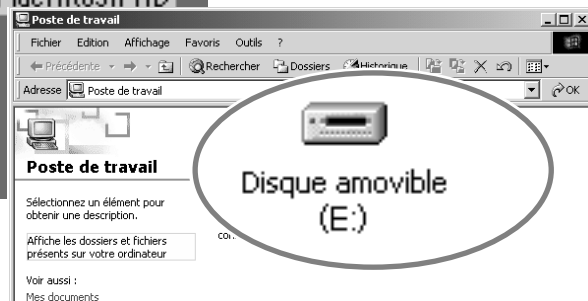 Macintosh HD
Poste de travail
Fichier Edition Affichage Favoris Outils ?
Précédente Rechercher Dossiers Historique
Adresse Poste de travail OK
Poste de travail
Sélectionnez un élément pour
obtenir une description.
Affiche les dossiers et fichiers
présents sur votre ordinateur
Voir aussi :
Mes documents
Disque amovible
(E:)